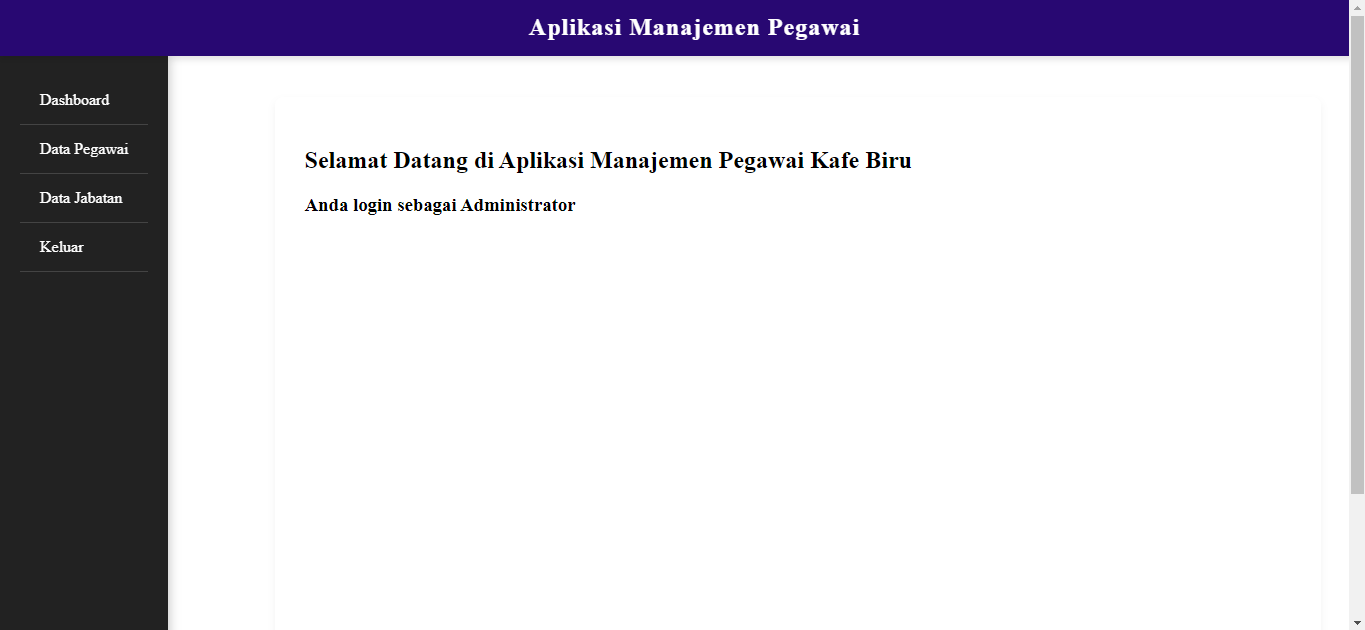 Aplikasi Manajemen Pegawai
Dashboard
Data Pegawai
Data Jabatan
Keluar
Selamat Datang di Aplikasi Manajemen Pegawai Kafe Biru
Anda login sebagai Administrator